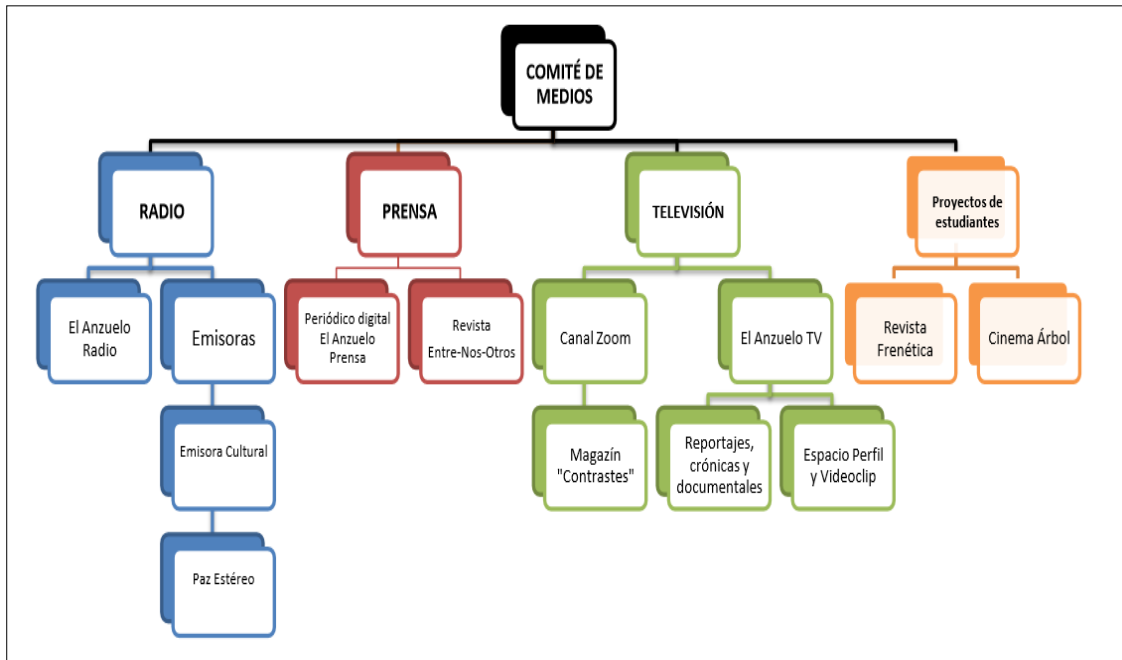 COMITÉ DE
MEDIOS
RADIO
PRENSA
TELEVISIÓN
Proyectos de
estudiantes
El Anzuelo
Radio
Emisoras
Periódico digital
El Anzuelo
Prensa
Revista
Entre-Nos-Otros
Canal Zoom
El Anzuelo TV
Revista
Frenética
Cinema Árbol
Emisora Cultural
Magazín
"Contrastes"
Reportajes,
crónicas y
documentales
Espacio Perfil
y Videoclip
Paz Estéreo